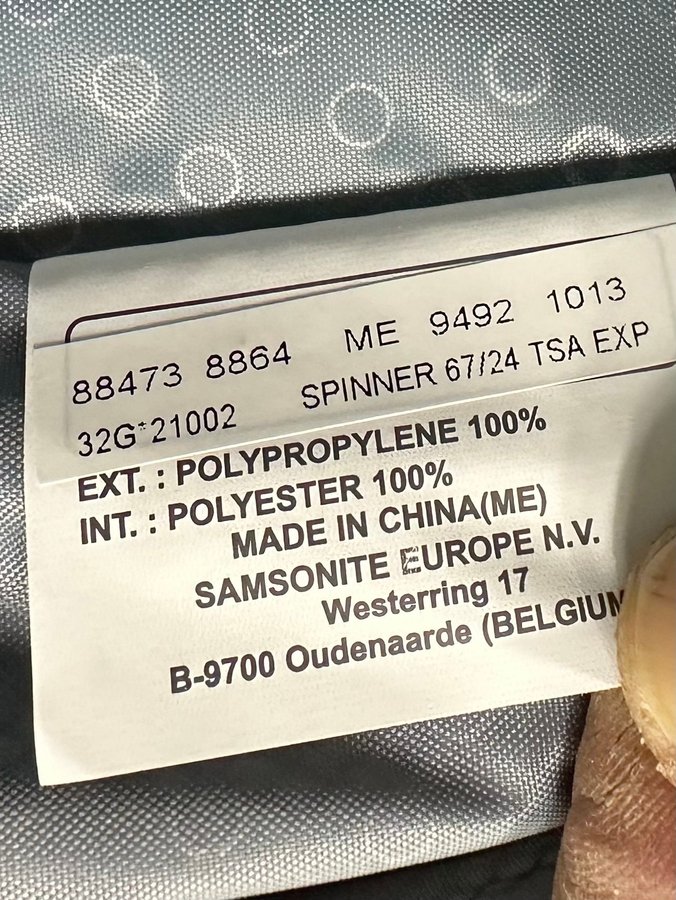 88473 8864 ME 9492 1013
32G*21002 SPINNER 67/24 TSA EXP
EXT. : POLYPROPYLENE 100%
INT. : POLYESTER 100%
MADE IN CHINA(ME)
SAMSONITE EUROPE N.V.
Westerring 17
B-9700 Oudenaarde (BELGIUM